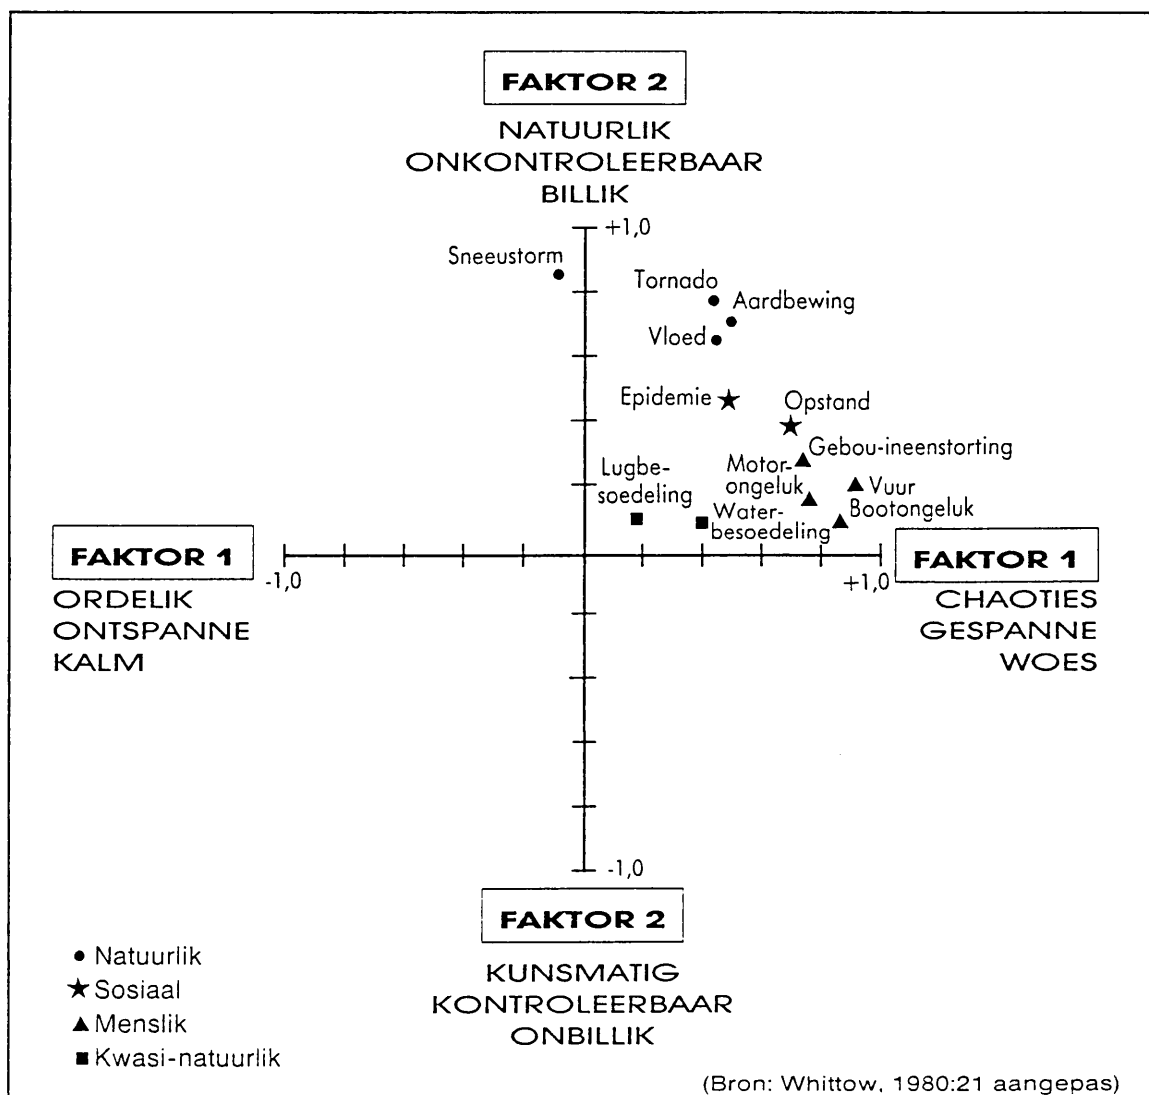 FAKTOR 2
NATUURLIK
ONKONTROLEERBAAR
BILLIK
+1,0
Sneeustorm
Tornado
Aardbewing
Vloed
Epidemie
Opstand
Gebou-ineenstorting
Lugbe-
soedeling
Motor-
ongeluk
Vuur
Water-
besoedeling
Bootongeluk
FAKTOR 1
-1,0
ORDELIK
ONTSPANNE
KALM
+1,0
FAKTOR 1
CHAOTIES
GESPANNE
WOES
-1,0
FAKTOR 2
KUNSMATIG
KONTROLEERBAAR
ONBILLIK
Natuurlik
Sosiaal
Menslik
Kwasi-natuurlik
(Bron: Whittow, 1980:21 aangepas)